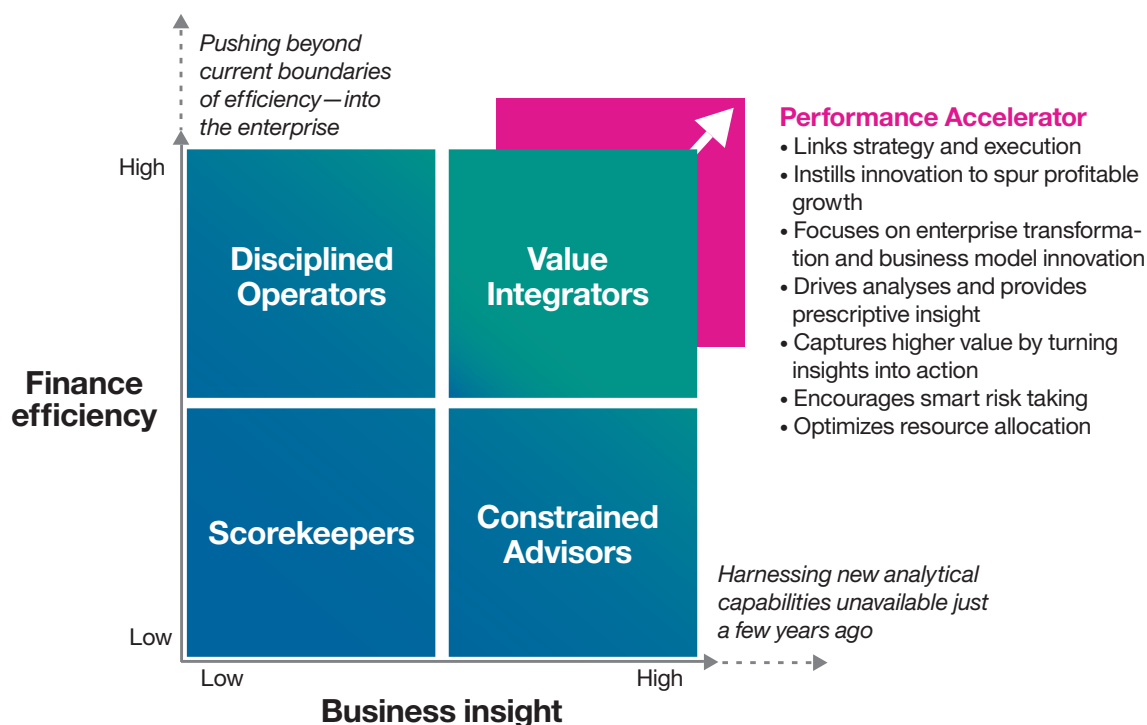 Pushing beyond
current boundaries
of efficiency—into
the enterprise
High
Disciplined
Operators
Value
Integrators
Performance Accelerator
• Links strategy and execution
• Instills innovation to spur profitable
growth
• Focuses on enterprise transforma-
tion and business model innovation
• Drives analyses and provides
prescriptive insight
• Captures higher value by turning
insights into action
• Encourages smart risk taking
• Optimizes resource allocation
Finance
efficiency
Scorekeepers
Constrained
Advisors
Harnessing new analytical
capabilities unavailable just
a few years ago
Low
Low
High
Business insight